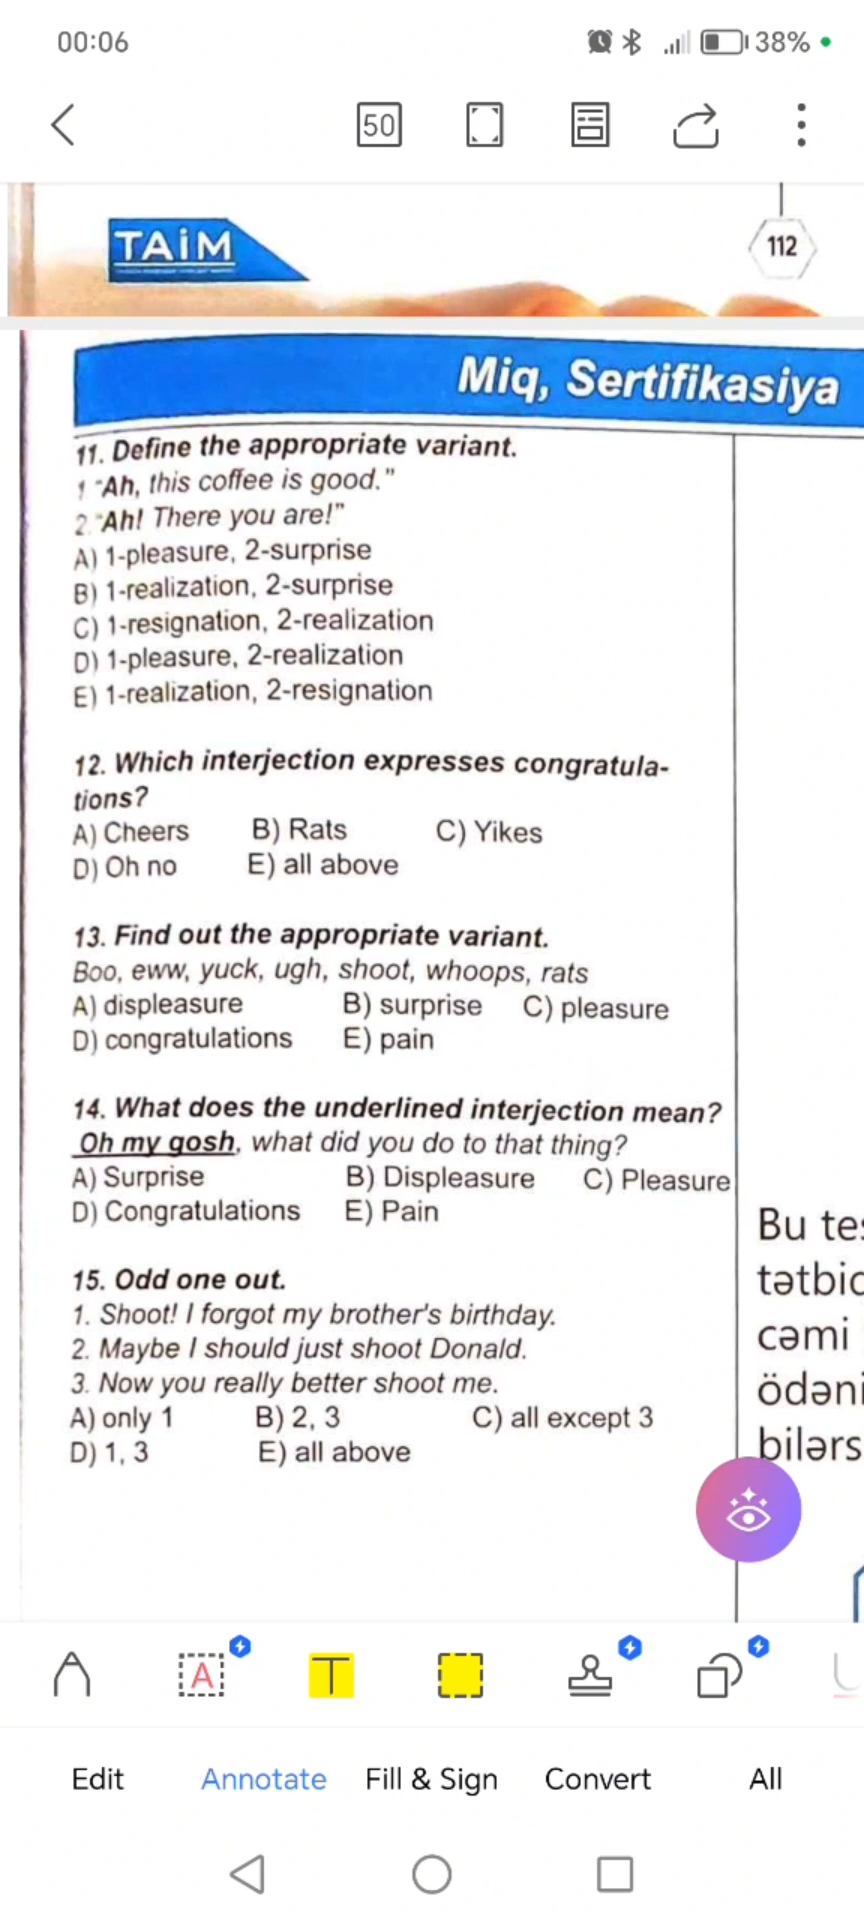 00:06
38%
50
TAİM
112
Miq, Sertifikasiya
11. Define the appropriate variant.
1 "Ah, this coffee is good."
2."Ah! There you are!"
A) 1-pleasure, 2-surprise
B) 1-realization, 2-surprise
C) 1-resignation, 2-realization
D) 1-pleasure, 2-realization
E) 1-realization, 2-resignation
12. Which interjection expresses congratula-
tions?
A) Cheers B) Rats C) Yikes
D) Oh no E) all above
13. Find out the appropriate variant.
Boo, eww, yuck, ugh, shoot, whoops, rats
A) displeasure B) surprise C) pleasure
D) congratulations E) pain
14. What does the underlined interjection mean?
Oh my gosh, what did you do to that thing?
A) Surprise B) Displeasure C) Pleasure
D) Congratulations E) Pain
15. Odd one out.
1. Shoot! I forgot my brother's birthday.
2. Maybe I should just shoot Donald.
3. Now you really better shoot me.
A) only 1 B) 2, 3 C) all except 3
D) 1, 3 E) all above
Bu tes
tətbiq
cəmi
ödəni
bilərs
A T
Edit Annotate Fill & Sign Convert All